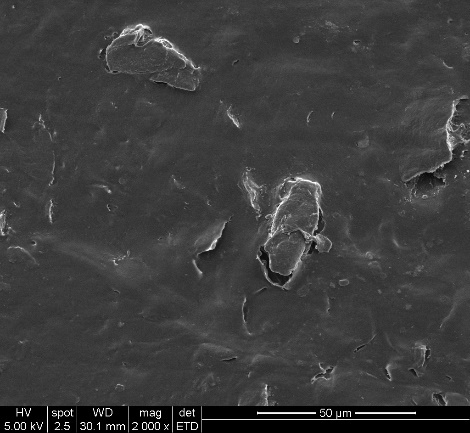 HV spot WD mag det
5.00 kV 2.5 30.1 mm 2 000 x ETD 50 µm